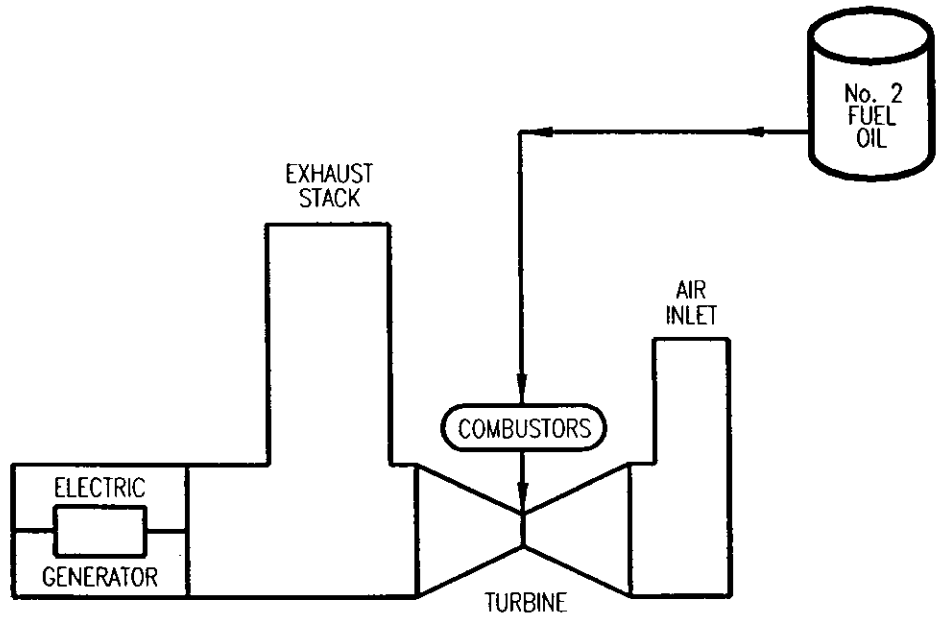 No. 2
FUEL
OIL
EXHAUST
STACK
AIR
INLET
COMBUSTORS
ELECTRIC
GENERATOR
TURBINE